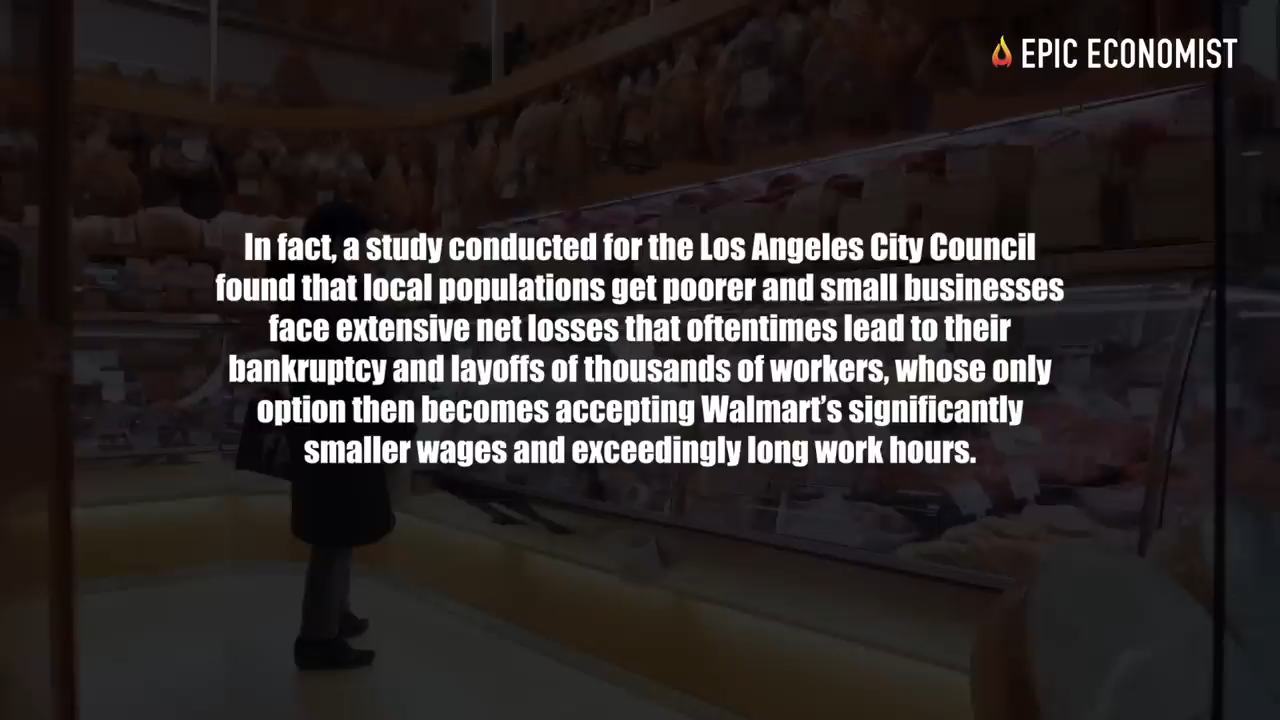 EPIC ECONOMIST
In fact, a study conducted for the Los Angeles City Council
found that local populations get poorer and small businesses
face extensive net losses that oftentimes lead to their
bankruptcy and layoffs of thousands of workers, whose only
option then becomes accepting Walmart’s significantly
smaller wages and exceedingly long work hours.